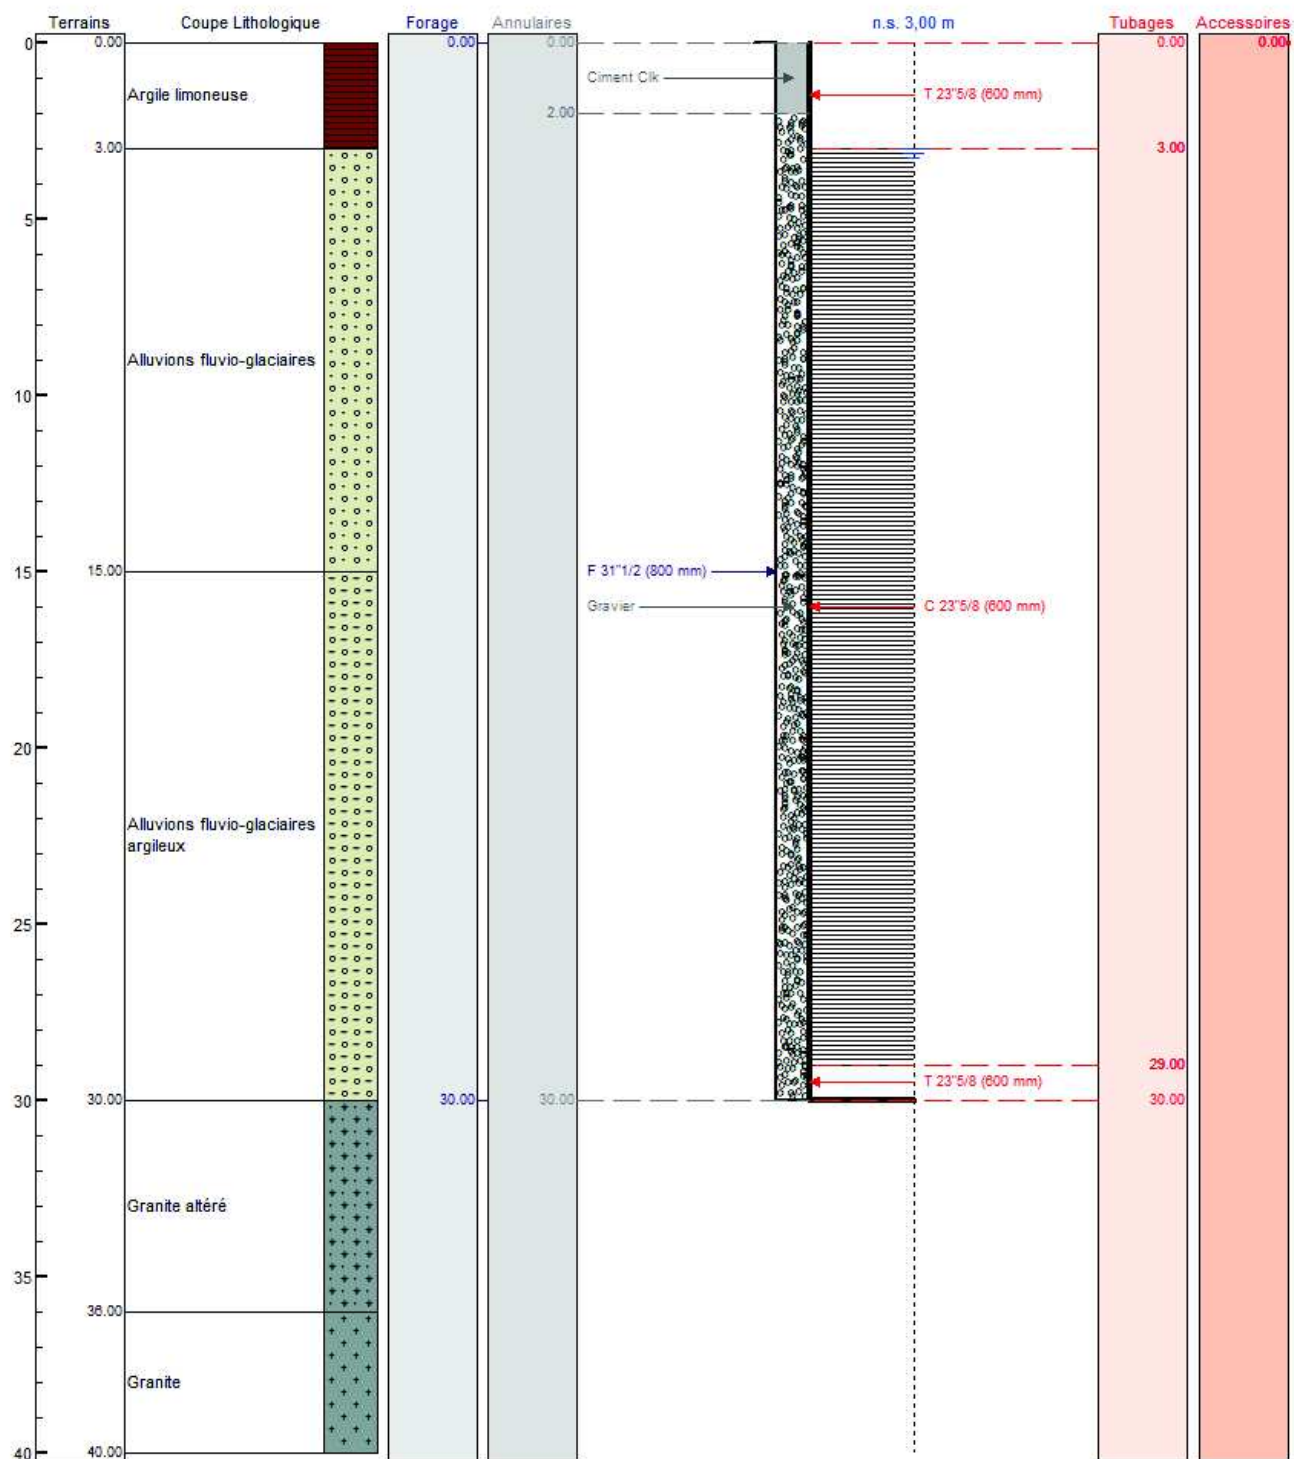 Terrains Coupe Lithologique Forage Annulaires n.s. 3,00 m Tubages Accessoires
0 0.00 0.00 0.00 0.00 0.00
Ciment Clk
Argile limoneuse T 23"5/8 (600 mm)
2.00
3.00 3.00
5
Alluvions fluvio-glaciaires
10
15 15.00 F 31"1/2 (800 mm)
Gravier C 23"5/8 (600 mm)
20
Alluvions fluvio-glaciaires
argileux
25
29.00
T 23"5/8 (600 mm)
30 30.00 30.00 30.00 30.00
Granite altéré
35
36.00
Granite
40 40.00